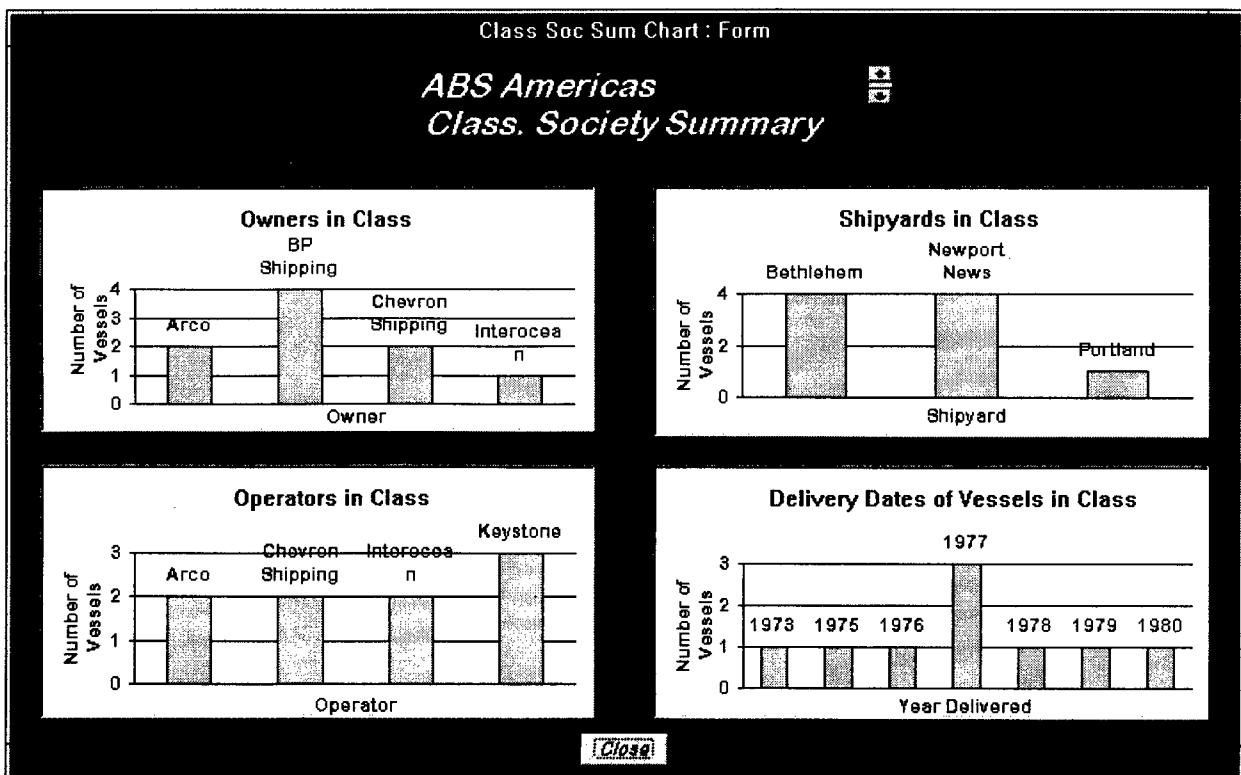 Class Soc Sum Chart : Form
ABS Americas
Class. Society Summary
Owners in Class
BP
Shipping
Chevron
Shipping
Arco
Interocea
n
Number of
Vessels
4
3
2
1
0
Owner
Shipyards in Class
Newport
News
Bethlehem
Portland
Number of
Vessels
4
2
0
Shipyard
Operators in Class
Keystone
Chevron
Shipping
Interocea
n
Arco
Number of
Vessels
3
2
1
0
Operator
Delivery Dates of Vessels in Class
1977
1973 1975 1976 1978 1979 1980
Number of
Vessels
3
2
1
0
Year Delivered
Close